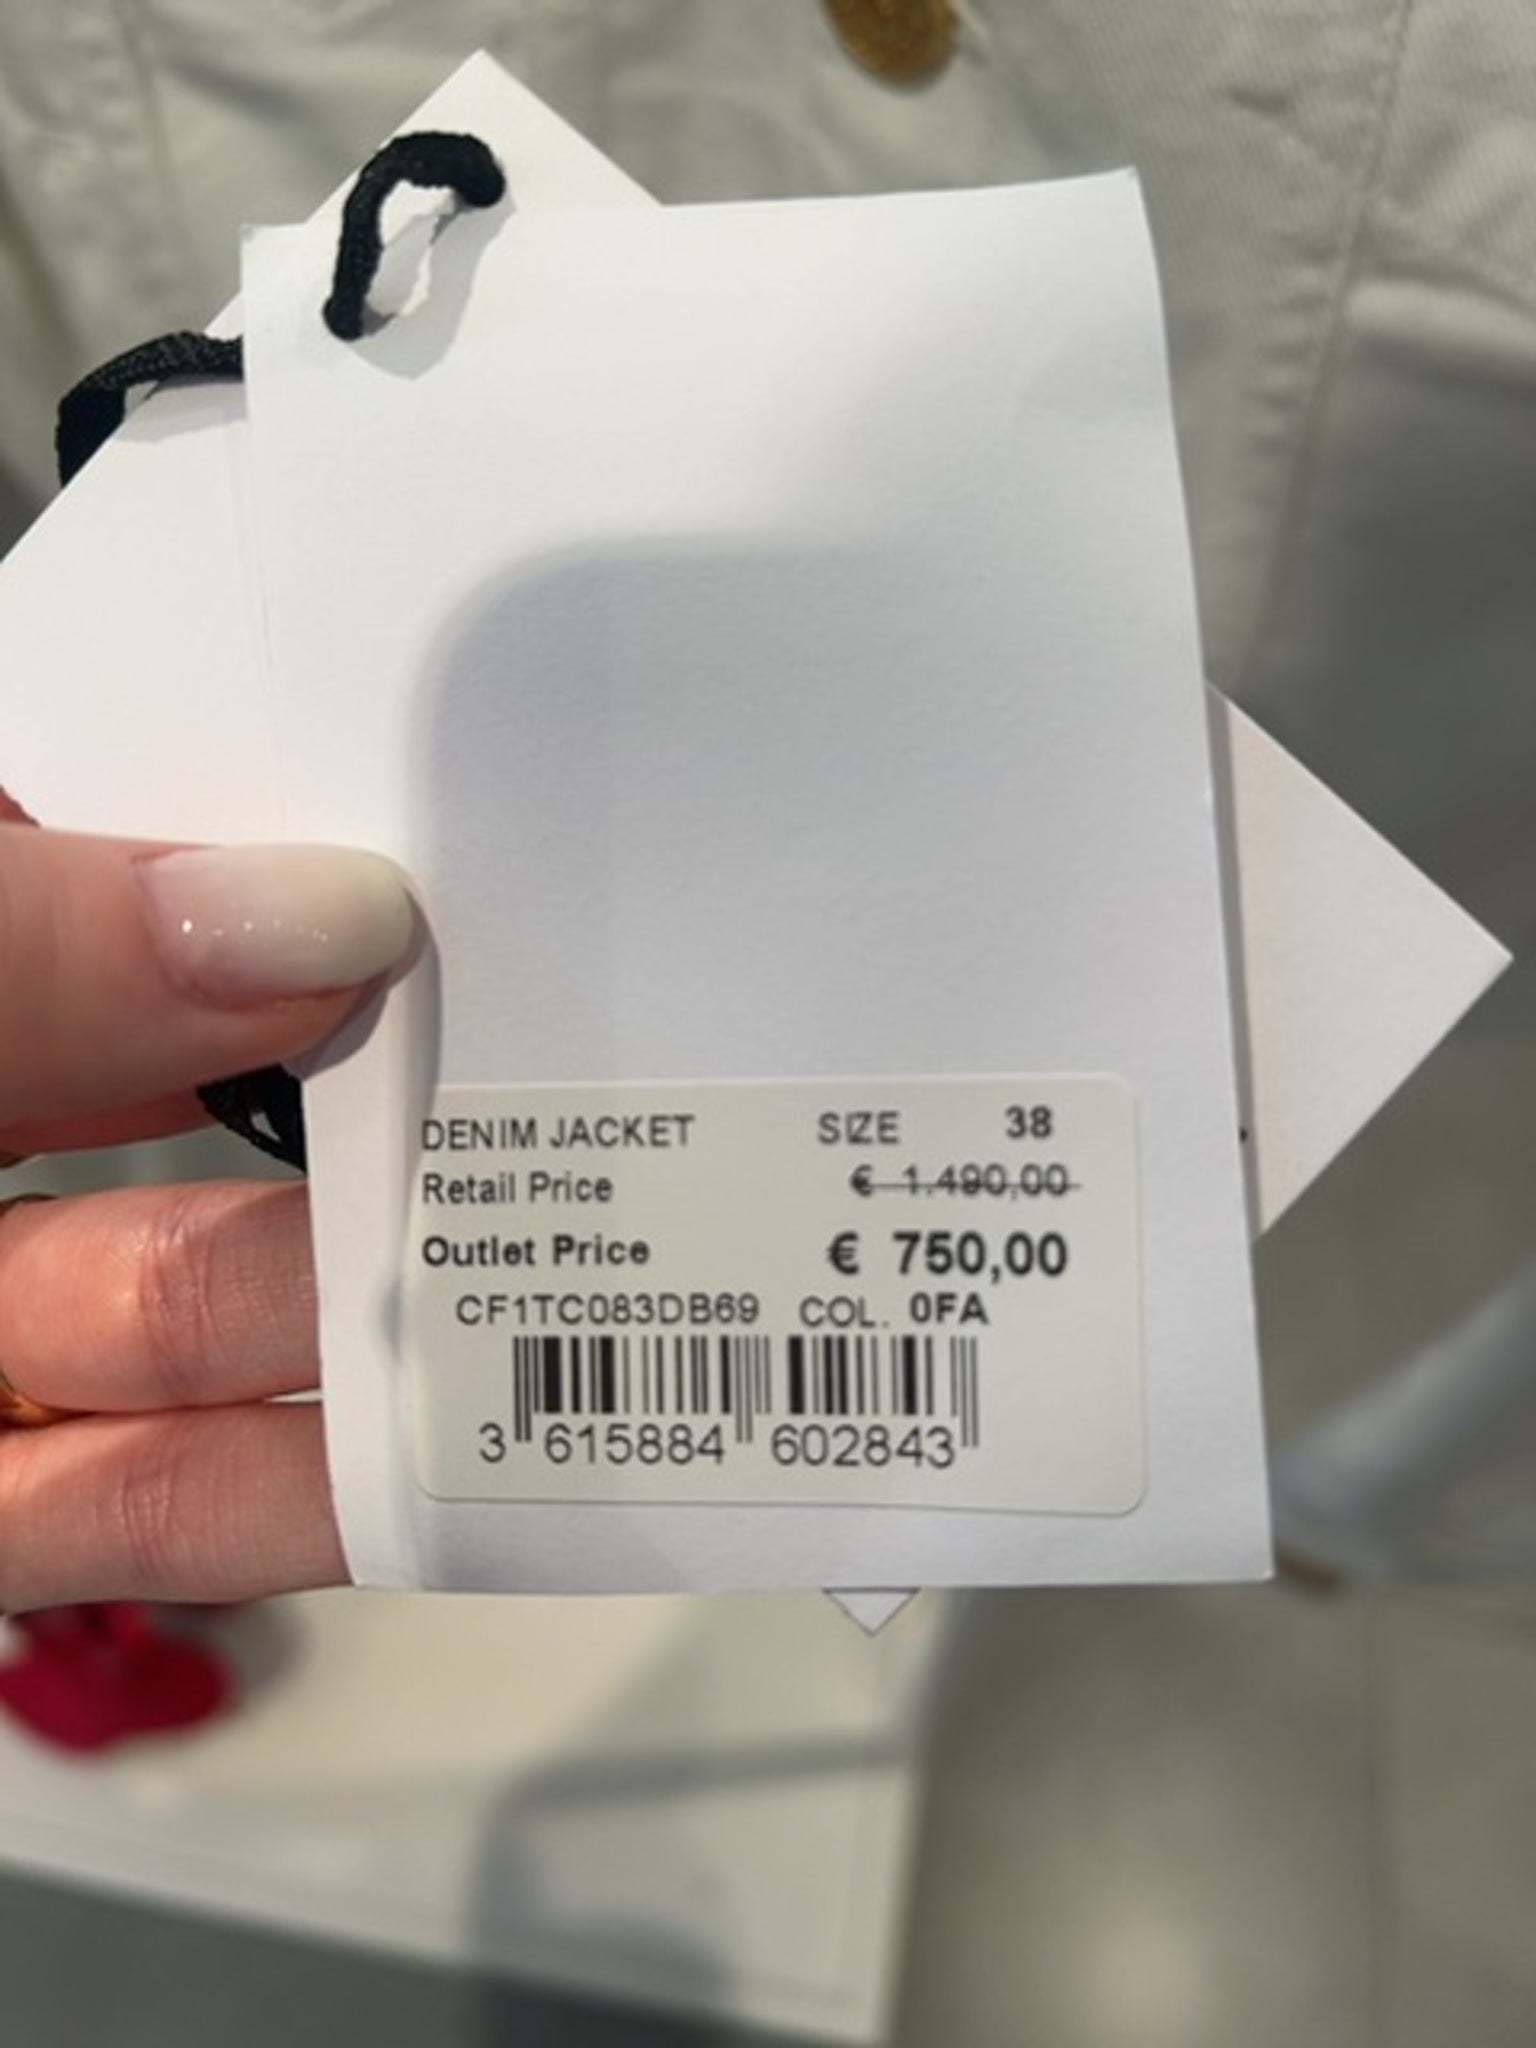 DENIM JACKET SIZE 38
Retail Price € 1.490,00
Outlet Price € 750,00
CF1TC083DB69 COL. 0FA
3 615884 602843